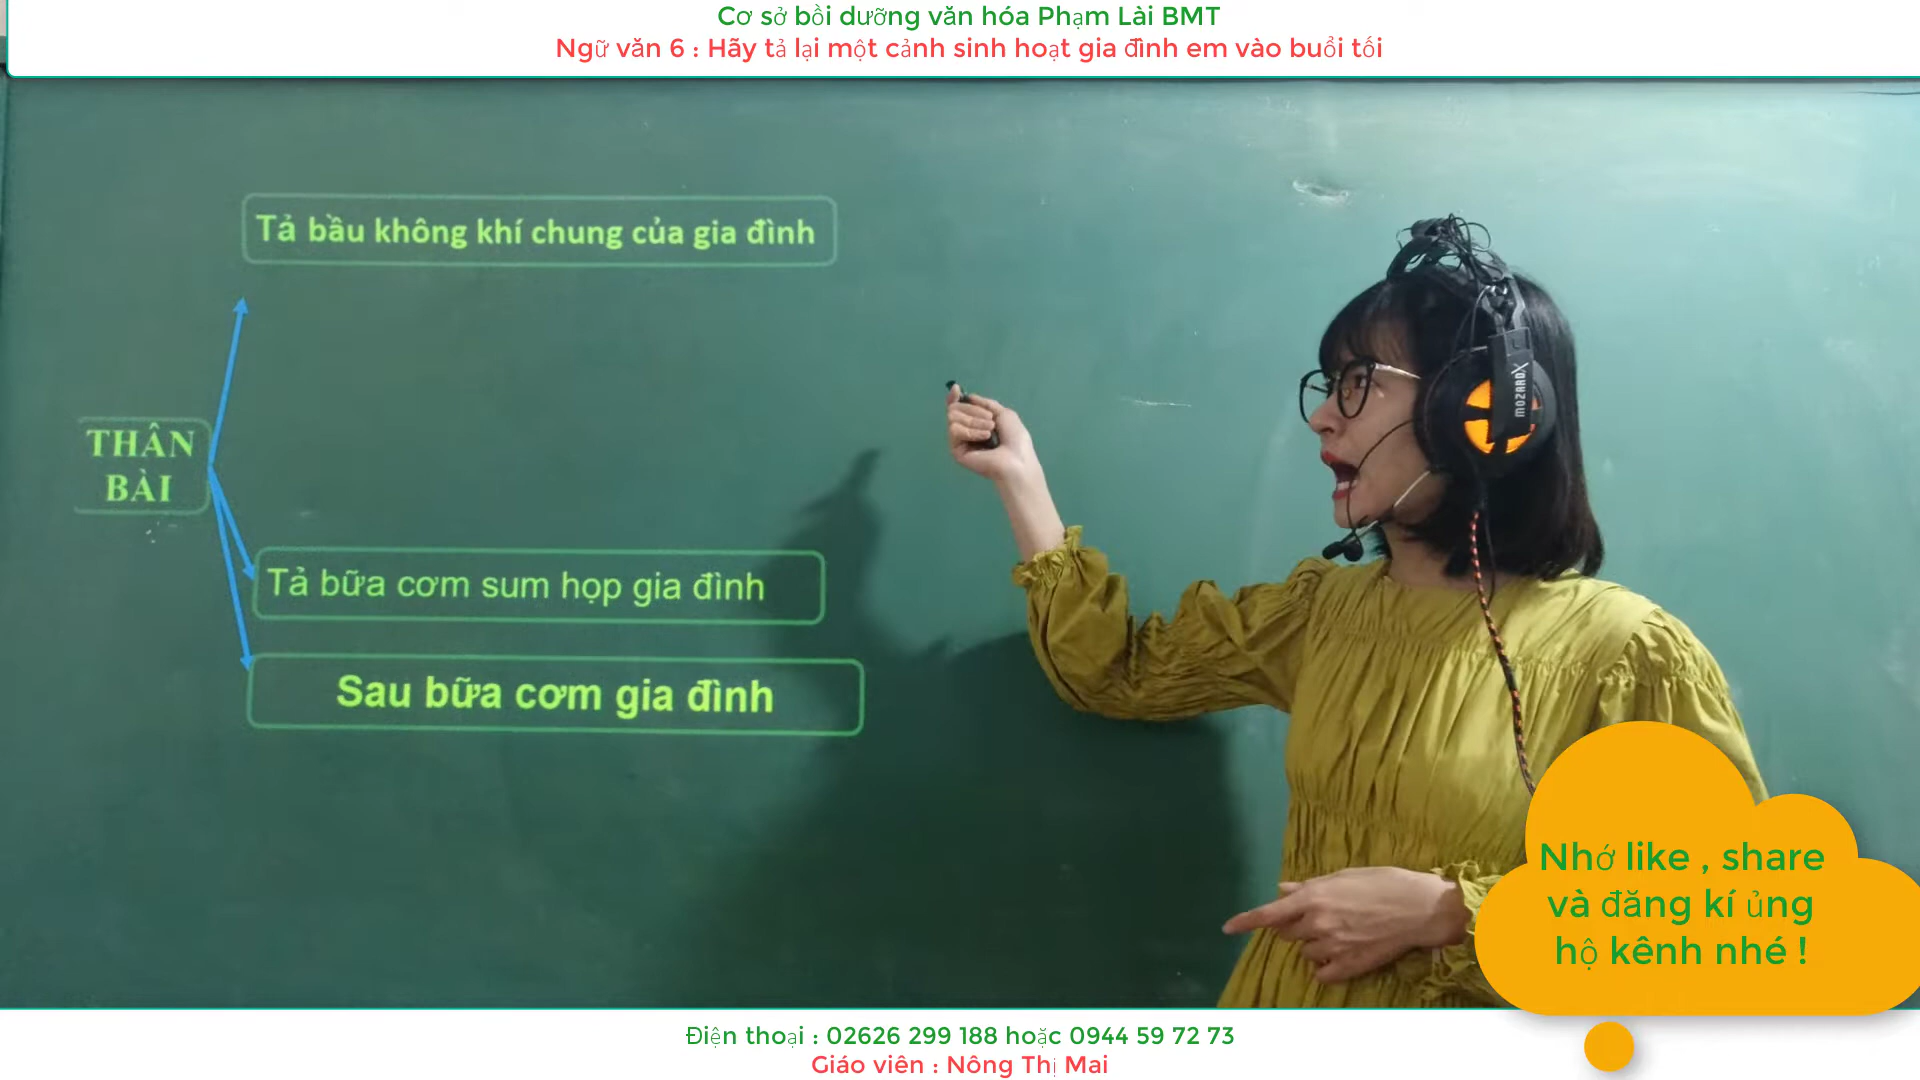 Cơ sở bồi dưỡng văn hóa Phạm Lài BMT
Ngữ văn 6 : Hãy tả lại một cảnh sinh hoạt gia đình em vào buổi tối
Tả bầu không khí chung của gia đình
THÂN
BÀI
Tả bữa cơm sum họp gia đình
Sau bữa cơm gia đình
MOZARDX
Nhớ like , share
và đăng kí ủng
hộ kênh nhé !
Điện thoại : 02626 299 188 hoặc 0944 59 72 73
Giáo viên : Nông Thị Mai